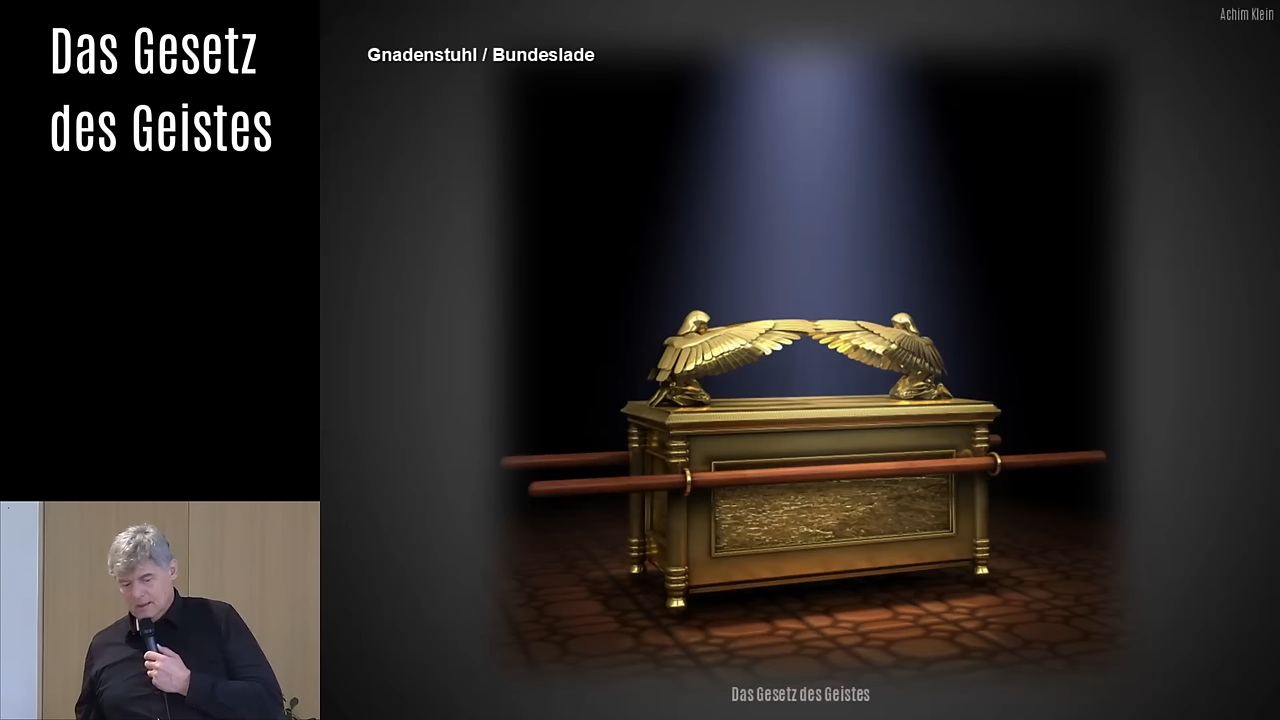 Das Gesetz
des Geistes
Achim Klein
Gnadenstuhl / Bundeslade
Das Gesetz des Geistes